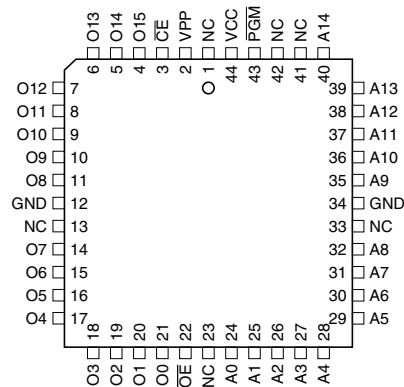 O13 O14 O15 CE VPP NC VCC PGM NC NC A14
6 5 4 3 2 1 44 43 42 41 40
O12 7 39 A13
O11 8 38 A12
O10 9 37 A11
O9 10 36 A10
O8 11 35 A9
GND 12 34 GND
NC 13 33 NC
O7 14 32 A8
O6 15 31 A7
O5 16 30 A6
O4 17 29 A5
18 19 20 21 22 23 24 25 26 27 28
O3 O2 O1 O0 OE NC A0 A1 A2 A3 A4